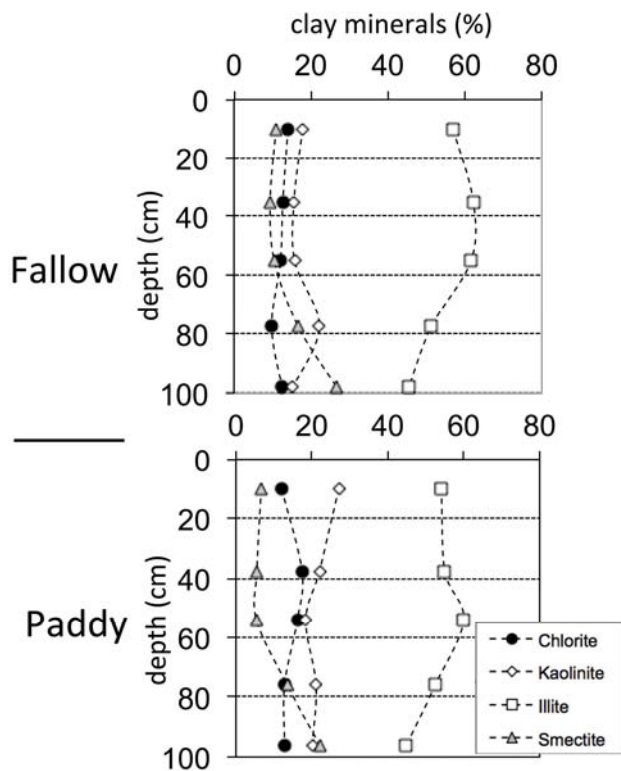 clay minerals (%)
0 20 40 60 80
0
20
40
60
80
100
depth (cm)
Fallow
0 20 40 60 80
0
20
40
60
80
100
depth (cm)
Paddy
Chlorite
Kaolinite
Illite
Smectite